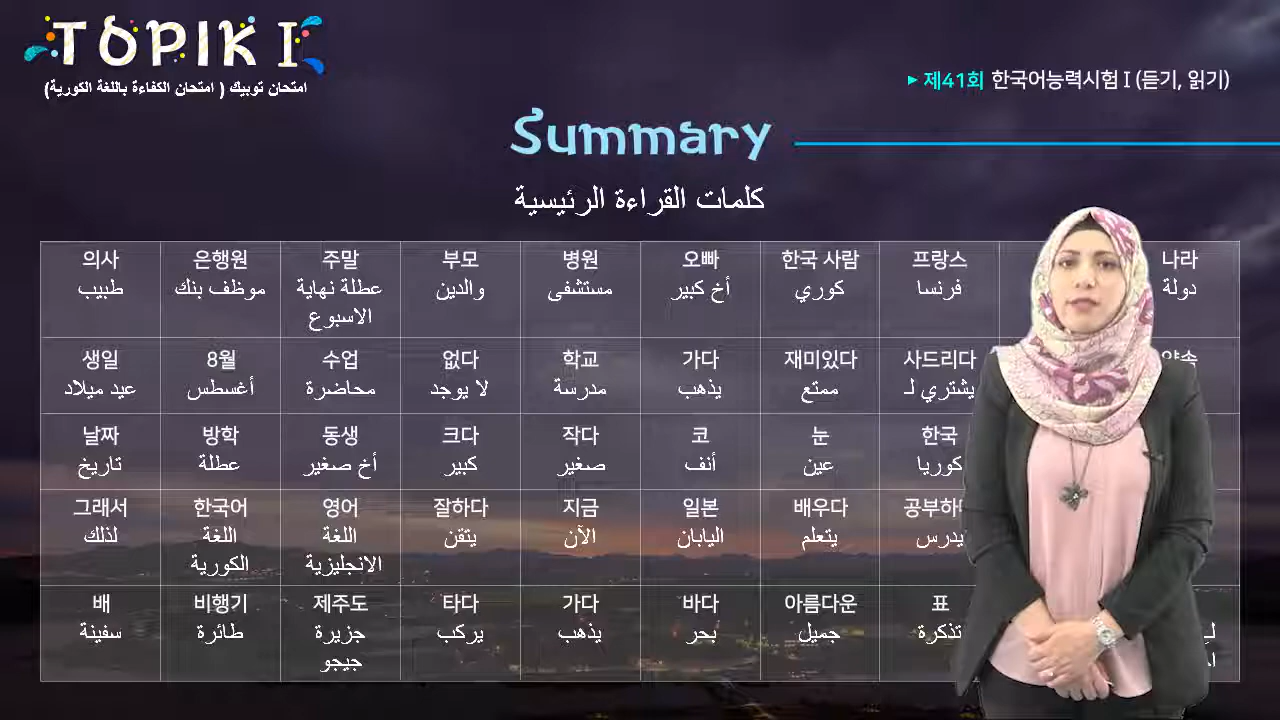 TOPIK I
امتحان توبيك ( امتحان الكفاءة باللغة الكورية)
▶ 제41회 한국어능력시험 I (듣기, 읽기)
Summary
كلمات القراءة الرئيسية
의사 은행원 주말 부모 병원 오빠 한국 사람 프랑스 나라
طبيب موظف بنك عطلة نهاية والدين مستشفى أخ كبير كوري فرنسا دولة
الاسبوع
생일 8월 수업 없다 학교 가다 재미있다 사드리다
عيد ميلاد أغسطس محاضرة لا يوجد مدرسة يذهب ممتع يشتري لـ
날짜 방학 동생 크다 작다 코 눈 한국
تاريخ عطلة أخ صغير كبير صغير أنف عين كوريا
그래서 한국어 영어 잘하다 지금 일본 배우다
لذلك اللغة اللغة يتقن الآن اليابان يتعلم يدرس
الكورية الانجليزية
배 비행기 제주도 타다 가다 바다 아름다운 표
سفينة طائرة جزيرة يركب يذهب بحر جميل تذكرة
جيجو